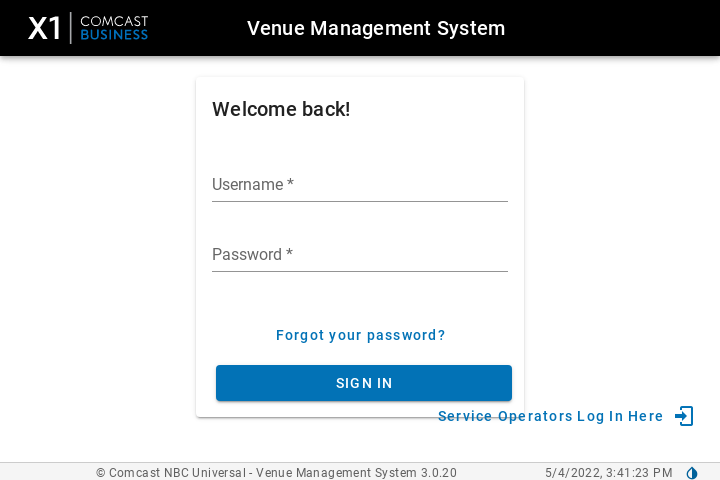 X1 COMCAST BUSINESS
Venue Management System
Welcome back!
Username *
Password *
Forgot your password?
SIGN IN
Service Operators Log In Here
© Comcast NBC Universal - Venue Management System 3.0.20
5/4/2022, 3:41:23 PM